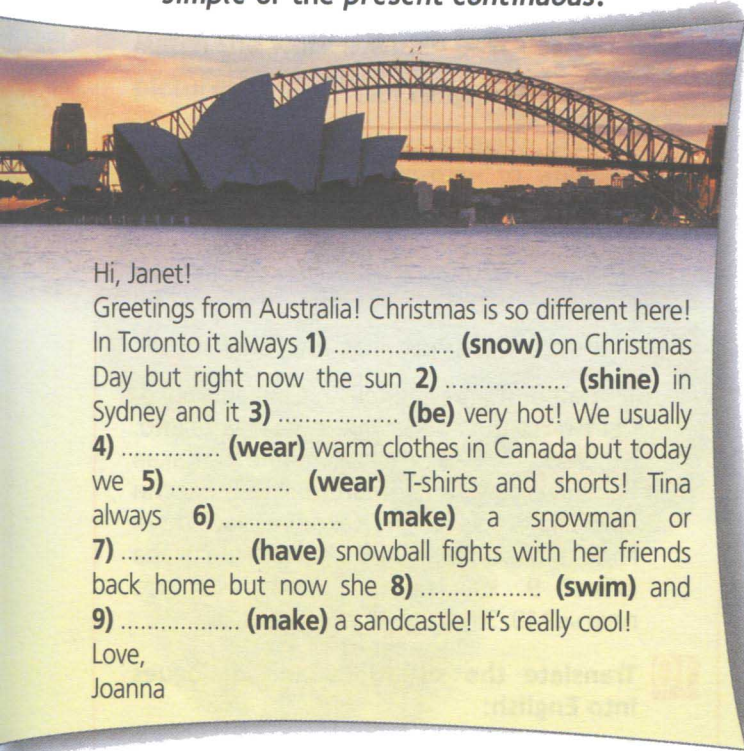 simple or the present continuous.
Hi, Janet!
Greetings from Australia! Christmas is so different here!
In Toronto it always 1) .................. (snow) on Christmas
Day but right now the sun 2) .................. (shine) in
Sydney and it 3) .................. (be) very hot! We usually
4) ............... (wear) warm clothes in Canada but today
we 5) .................. (wear) T-shirts and shorts! Tina
always 6) .................. (make) a snowman or
7) .................. (have) snowball fights with her friends
back home but now she 8) .................. (swim) and
9) .................. (make) a sandcastle! It's really cool!
Love,
Joanna
Translate the
into English: